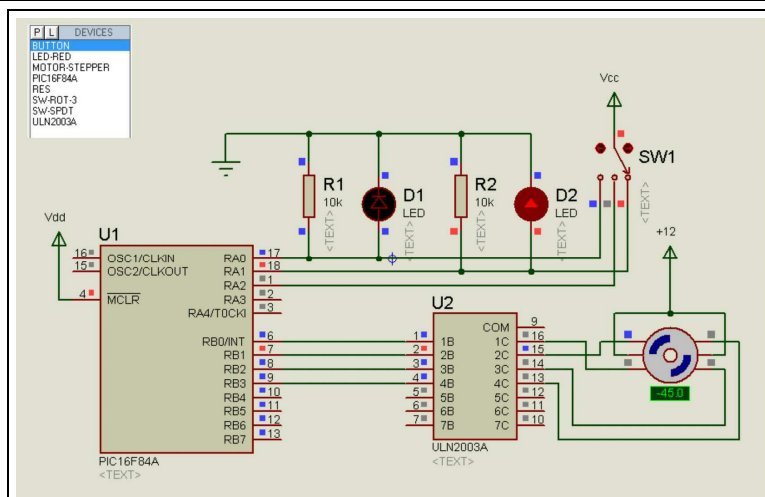 P L DEVICES
BUTTON
LED-RED
MOTOR-STEPPER
PIC16F84A
RES
SW-ROT-3
SW-SPDT
ULN2003A
Vcc
SW1
<TEXT>
R1
10k
<TEXT>
D1
LED
<TEXT>
R2
10k
<TEXT>
D2
LED
<TEXT>
Vdd
+12
U1
16 OSC1/CLKIN RA0 17
15 OSC2/CLKOUT RA1 18
RA2 1
4 MCLR RA3 2
RA4/T0CKI 3
RB0/INT 6
RB1 7
RB2 8
RB3 9
RB4 10
RB5 11
RB6 12
RB7 13
PIC16F84A
<TEXT>
U2
COM 9
1 1B 1C 16
2 2B 2C 15
3 3B 3C 14
4 4B 4C 13
5 5B 5C 12
6 6B 6C 11
7 7B 7C 10
ULN2003A
<TEXT>
-45.0